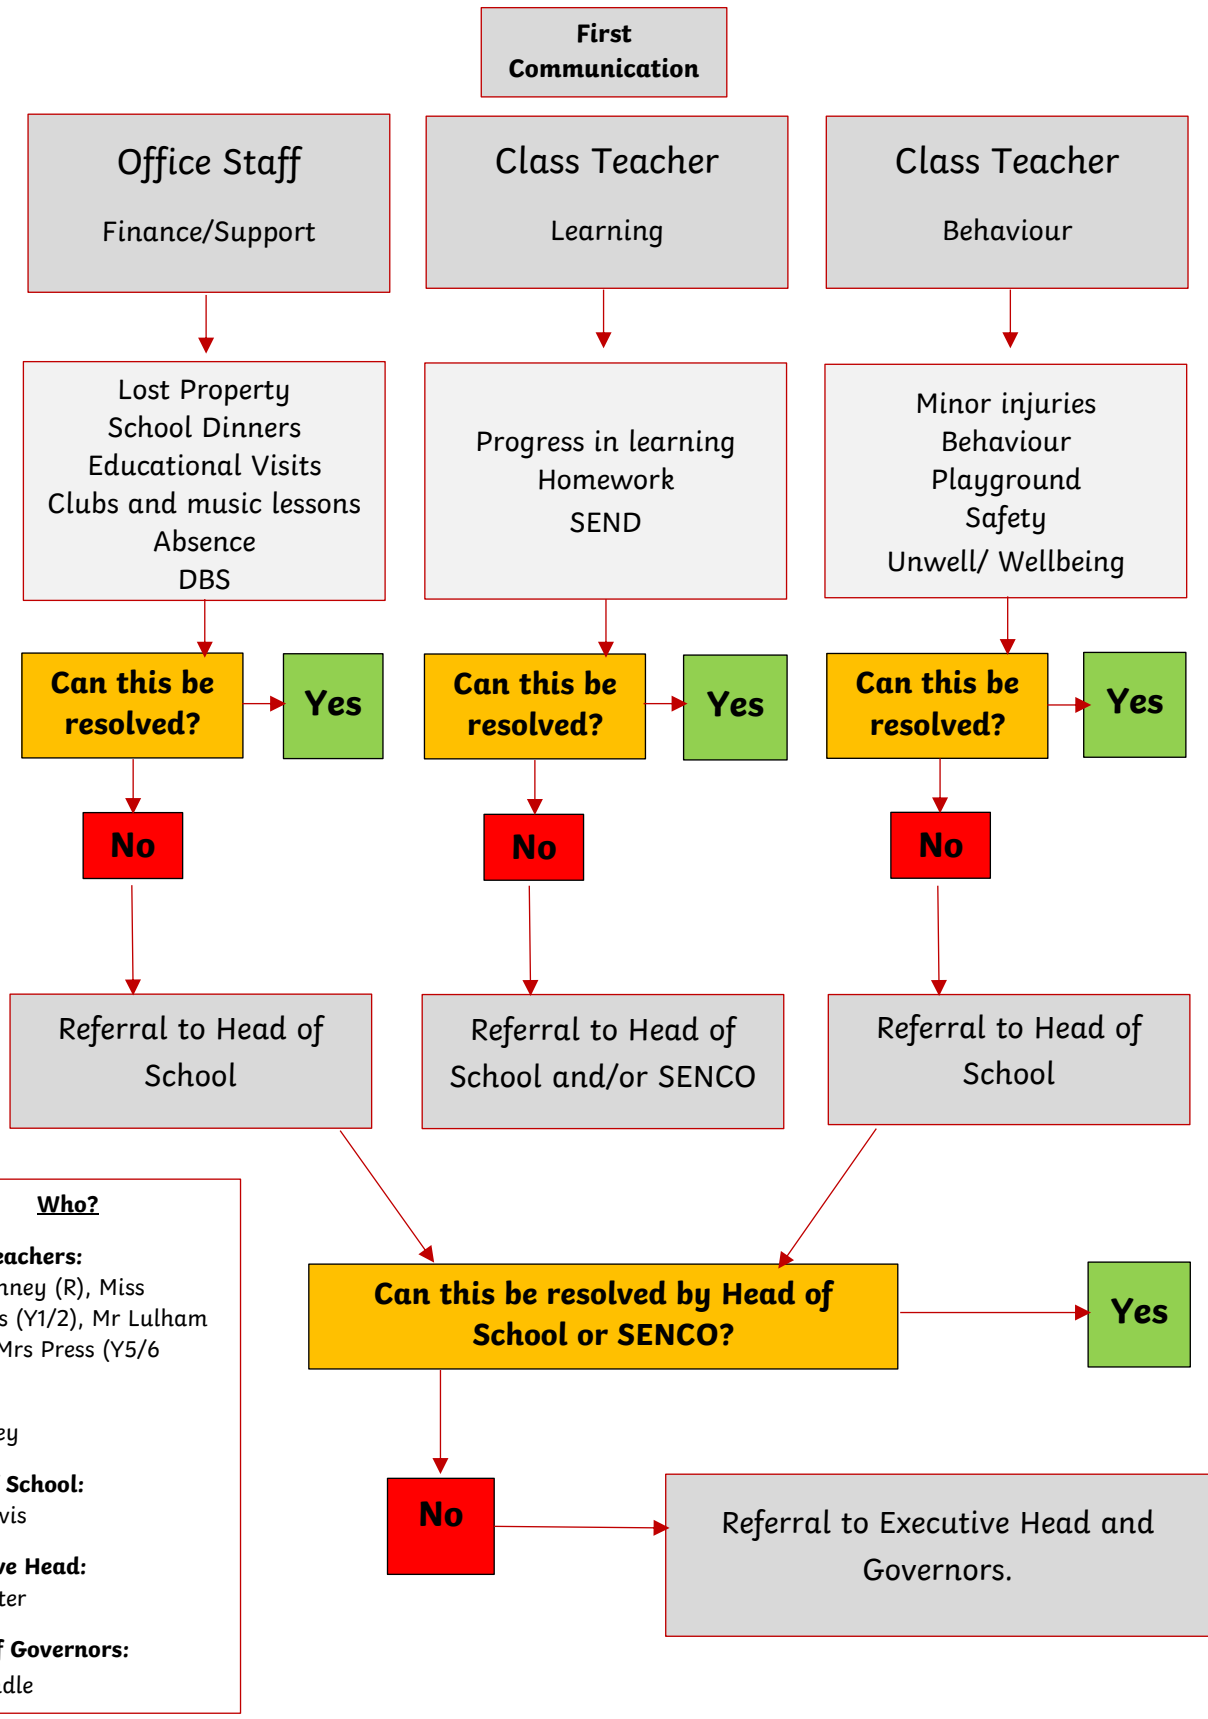 First
Communication
Office Staff
Finance/Support
Class Teacher
Learning
Class Teacher
Behaviour
Lost Property
School Dinners
Educational Visits
Clubs and music lessons
Absence
DBS
Progress in learning
Homework
SEND
Minor injuries
Behaviour
Playground
Safety
Unwell/ Wellbeing
Can this be
resolved?
Yes
Can this be
resolved?
Yes
Can this be
resolved?
Yes
No
No
No
Referral to Head of
School
Referral to Head of
School and/or SENCO
Referral to Head of
School
Who?
(R), Miss
(Y1/2), Mr Lulham
Mrs Press (Y5/6
School:
Head:
Governors:
Can this be resolved by Head of
School or SENCO?
Yes
No
Referral to Executive Head and
Governors.